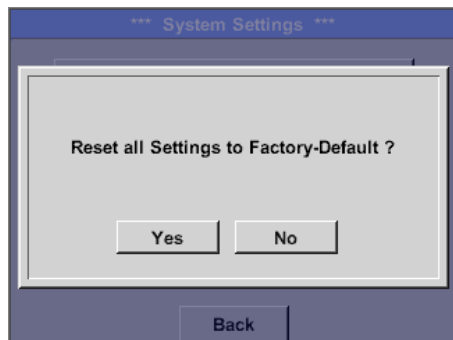 *** System Settings ***
Reset all Settings to Factory-Default ?
Yes No
Back